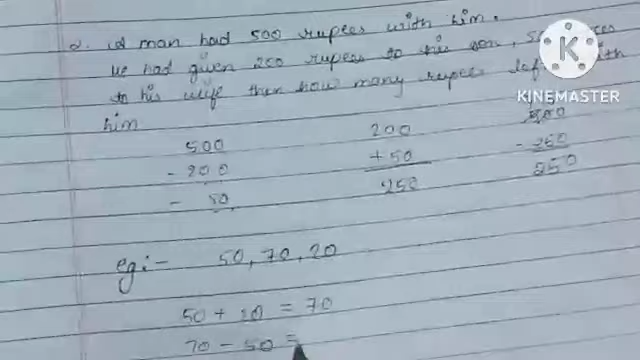 2. A man had 500 rupees with him.
He had given 200 rupees to his son, 50
to his wife then how many rupees left with
him
500 200 500
- 200 + 50 - 250
- 50 250 250
eg:- 50, 70, 20
50 + 20 = 70
70 - 50 =
KINEMASTER